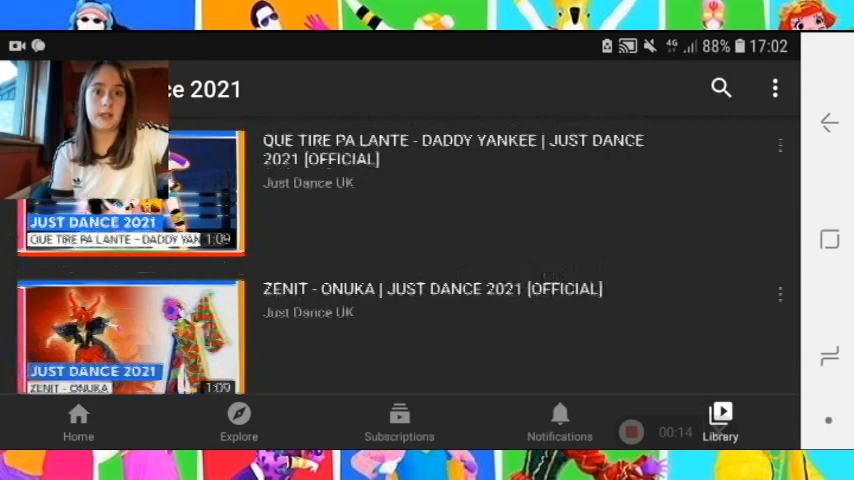 4G 88% 17:02
ce 2021
QUE TIRE PA LANTE - DADDY YANKEE | JUST DANCE
2021 [OFFICIAL]
Just Dance UK
JUST DANCE 2021
QUE TIRE PA LANTE - DADDY YAN 1:09
ZENIT - ONUKA | JUST DANCE 2021 [OFFICIAL]
Just Dance UK
JUST DANCE 2021
ZENIT - ONUKA 1:09
Home Explore Subscriptions Notifications 00:14 Library